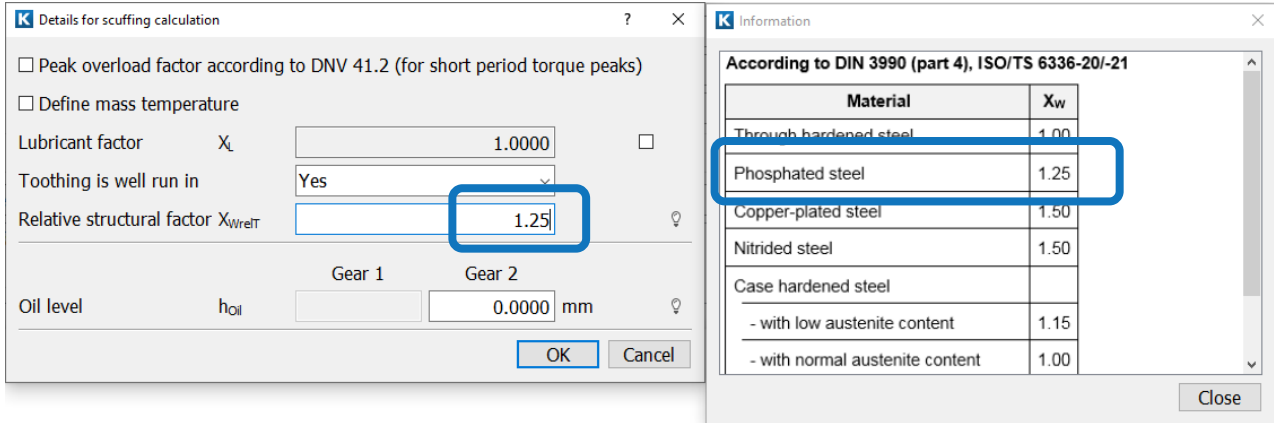 K Details for scuffing calculation ? ×
Peak overload factor according to DNV 41.2 (for short period torque peaks)
Define mass temperature
Lubricant factor XL 1.0000
Toothing is well run in Yes
Relative structural factor XWrelT 1.25
Gear 1 Gear 2
Oil level hOil 0.0000 mm
OK Cancel
K Information ×
According to DIN 3990 (part 4), ISO/TS 6336-20/-21
Material XW
Through hardened steel 1.00
Phosphated steel 1.25
Copper-plated steel 1.50
Nitrided steel 1.50
Case hardened steel
- with low austenite content 1.15
- with normal austenite content 1.00
Close